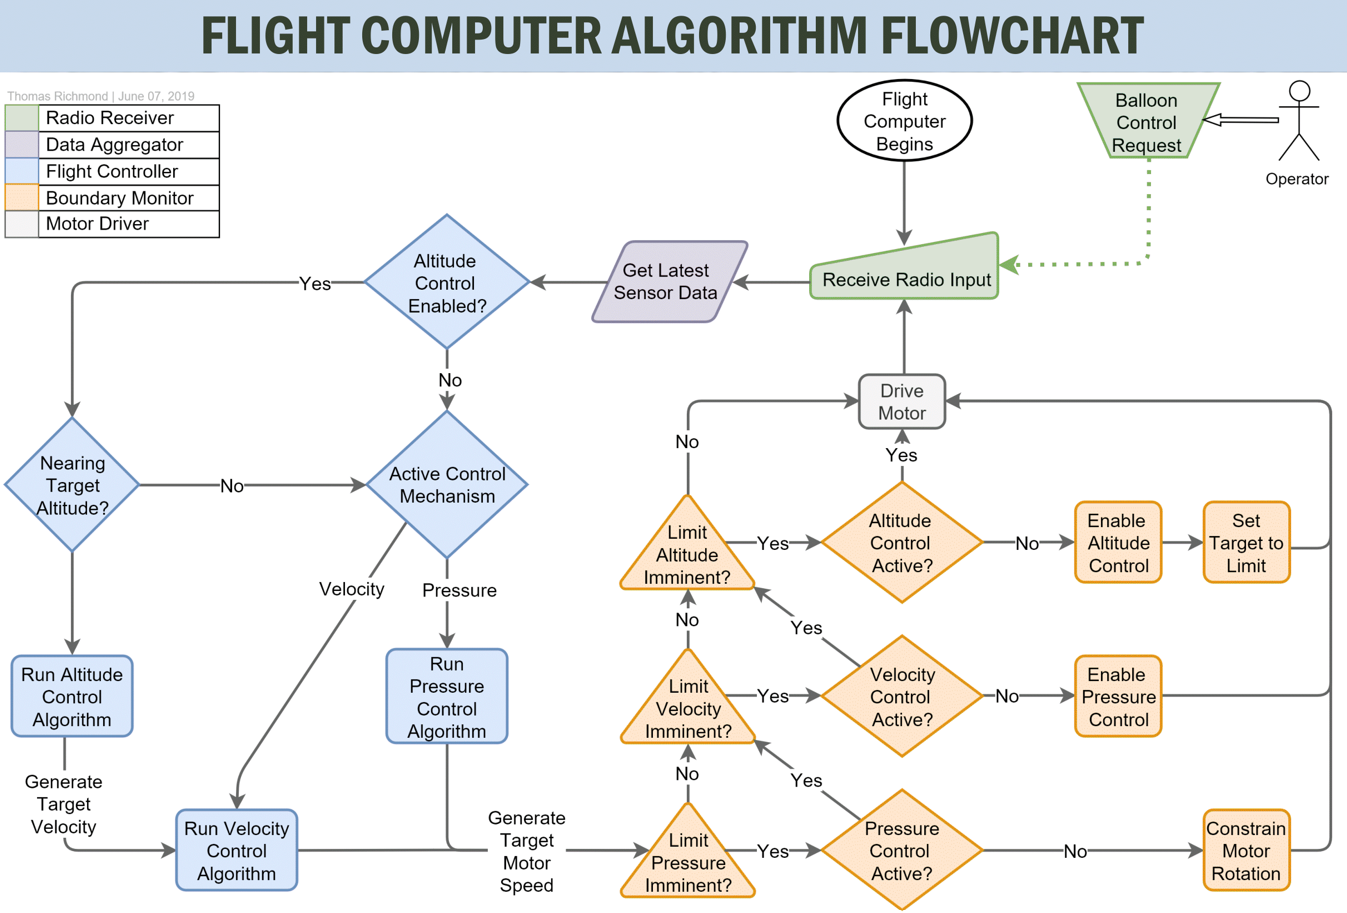 FLIGHT COMPUTER ALGORITHM FLOWCHART
Thomas Richmond | June 07, 2019
Radio Receiver
Data Aggregator
Flight Controller
Boundary Monitor
Motor Driver
Flight
Computer
Begins
Balloon
Control
Request
Operator
Receive Radio Input
Get Latest
Sensor Data
Altitude
Control
Enabled?
Yes
No
Nearing
Target
Altitude?
No
Active Control
Mechanism
Velocity
Pressure
Run Altitude
Control
Algorithm
Run
Pressure
Control
Algorithm
Generate
Target
Velocity
Run Velocity
Control
Algorithm
Generate
Target
Motor
Speed
Drive
Motor
No
Yes
Limit
Altitude
Imminent?
Yes
Altitude
Control
Active?
No
Enable
Altitude
Control
Set
Target to
Limit
No
Yes
Limit
Velocity
Imminent?
Yes
Velocity
Control
Active?
No
Enable
Pressure
Control
No
Yes
Limit
Pressure
Imminent?
Yes
Pressure
Control
Active?
No
Constrain
Motor
Rotation